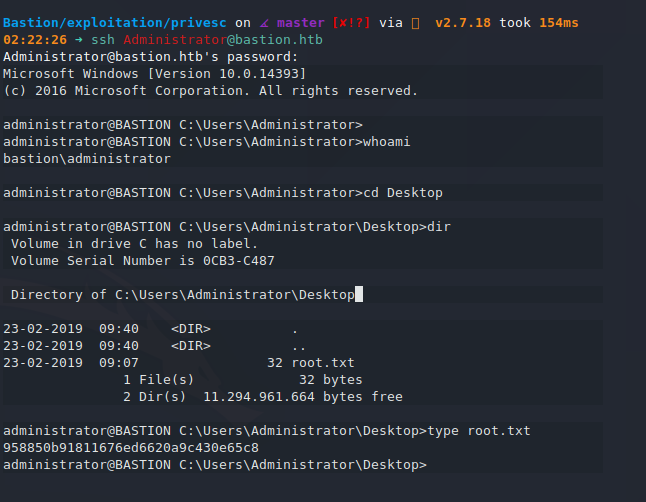 Bastion/exploitation/privesc on master [✘!?] via v2.7.18 took 154ms
02:22:26 ➜ ssh Administrator@bastion.htb
Administrator@bastion.htb's password:
Microsoft Windows [Version 10.0.14393]
(c) 2016 Microsoft Corporation. All rights reserved.
administrator@BASTION C:\Users\Administrator>
administrator@BASTION C:\Users\Administrator>whoami
bastion\administrator
administrator@BASTION C:\Users\Administrator>cd Desktop
administrator@BASTION C:\Users\Administrator\Desktop>dir
Volume in drive C has no label.
Volume Serial Number is 0CB3-C487
Directory of C:\Users\Administrator\Desktop
23-02-2019  09:40    <DIR>          .
23-02-2019  09:40    <DIR>          ..
23-02-2019  09:07                32 root.txt
1 File(s)             32 bytes
2 Dir(s)  11.294.961.664 bytes free
administrator@BASTION C:\Users\Administrator\Desktop>type root.txt
958850b91811676ed6620a9c430e65c8
administrator@BASTION C:\Users\Administrator\Desktop>